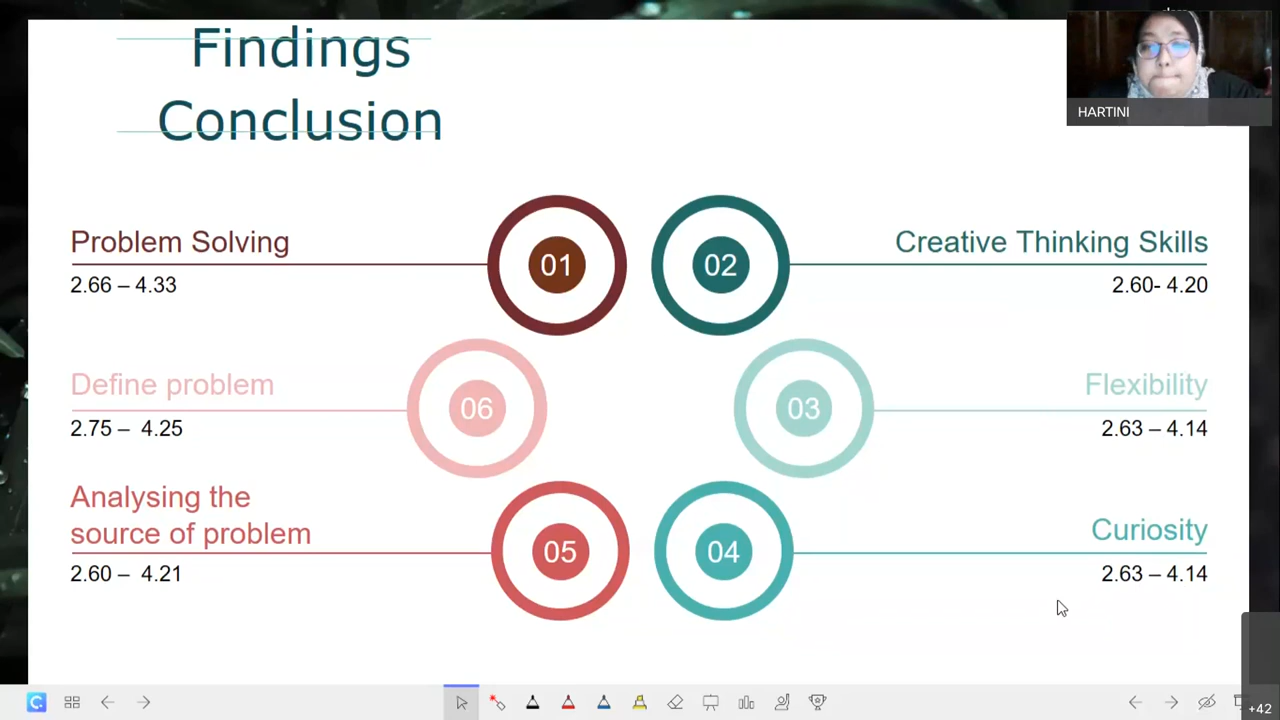 Findings
Conclusion
HARTINI
Problem Solving
2.66 – 4.33
01
02
Creative Thinking Skills
2.60- 4.20
Define problem
2.75 –  4.25
06
03
Flexibility
2.63 – 4.14
Analysing the
source of problem
2.60 –  4.21
05
04
Curiosity
2.63 – 4.14
+42